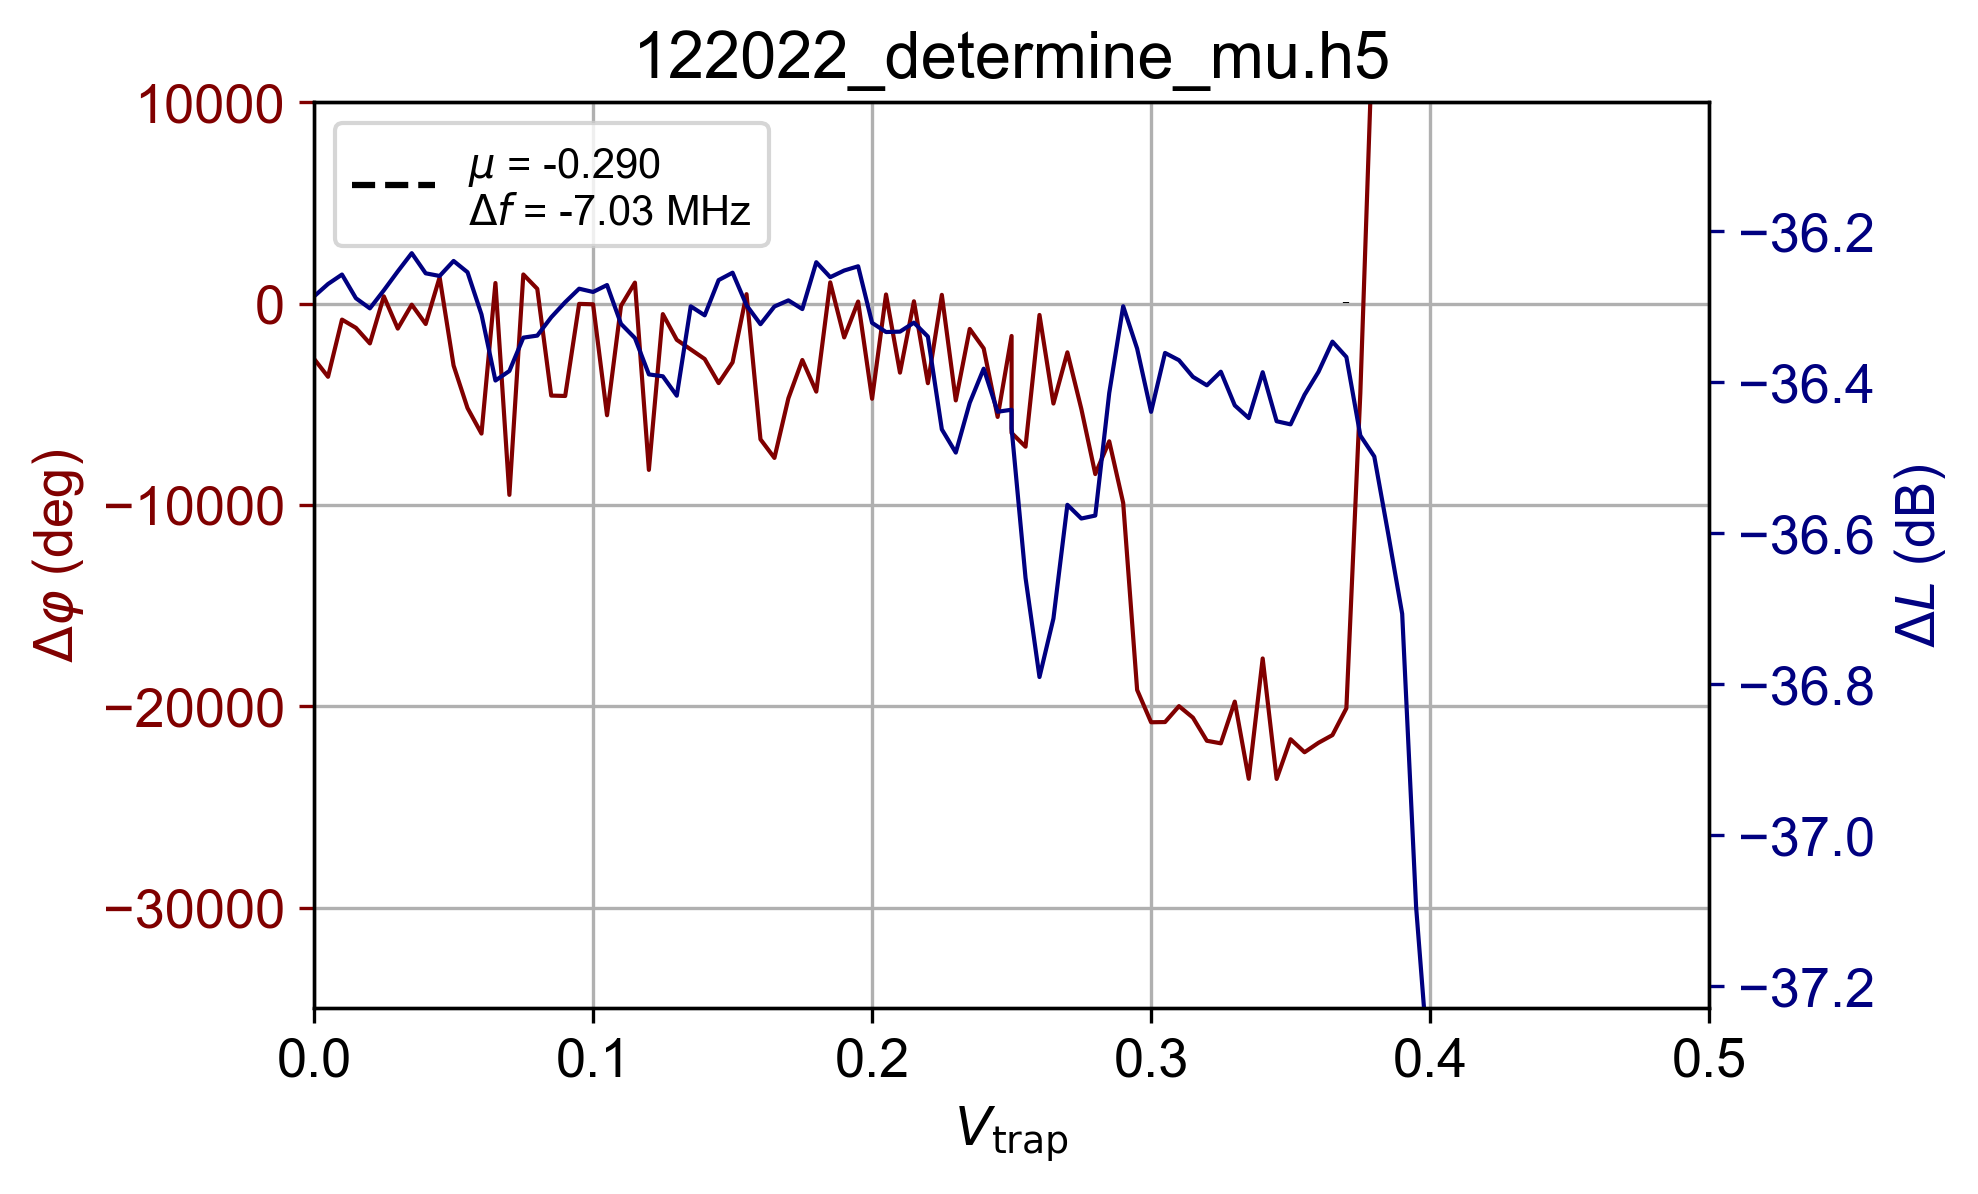 122022_determine_mu.h5
μ = -0.290
Δf = -7.03 MHz
10000
0
−10000
−20000
−30000
Δφ (deg)
−36.2
−36.4
−36.6
−36.8
−37.0
−37.2
ΔL (dB)
0.0 0.1 0.2 0.3 0.4 0.5
Vtrap